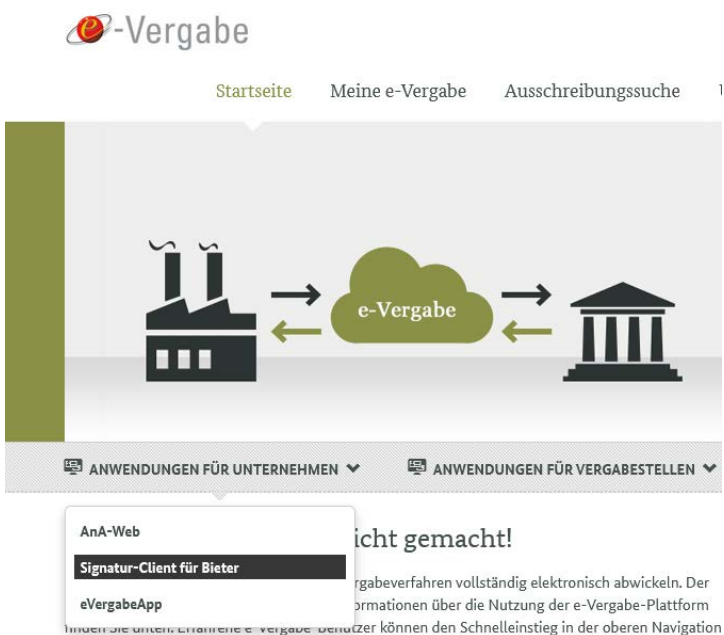 e-Vergabe
Startseite Meine e-Vergabe Ausschreibungssuche
e-Vergabe
ANWENDUNGEN FÜR UNTERNEHMEN ANWENDUNGEN FÜR VERGABESTELLEN
AnA-Web
icht gemacht!
Signatur-Client für Bieter
rgabeverfahren vollständig elektronisch abwickeln. Der
eVergabeApp
ormationen über die Nutzung der e-Vergabe-Plattform
finden Sie unten. Erfahrene e-Vergabe-Benutzer können den Schnelleinstieg in der oberen Navigation